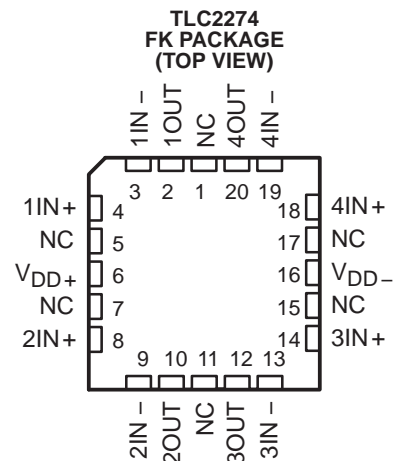 TLC2274
FK PACKAGE
(TOP VIEW)
1IN −
1OUT
NC
4OUT
4IN −
3 2 1 20 19
1IN+ 4
NC 5
VDD+ 6
NC 7
2IN+ 8
18 4IN+
17 NC
16 VDD−
15 NC
14 3IN+
9 10 11 12 13
2IN −
2OUT
NC
3OUT
3IN −